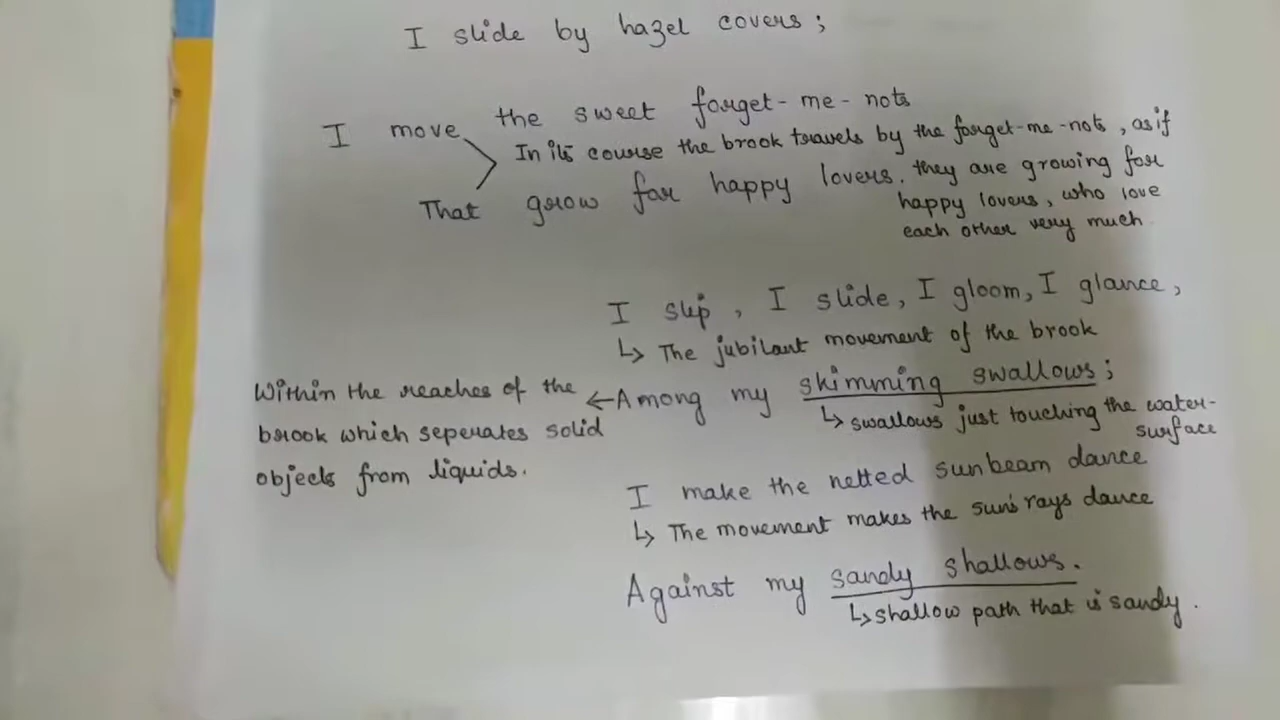 I slide by hazel covers;
I move the sweet forget-me-nots
In its course the brook travels by the forget-me-nots, as if
That grow for happy lovers. they are growing for
happy lovers, who love
each other very much
I slip, I slide, I gloom, I glance,
↳ The jubilant movement of the brook
Within the reaches of the ← Among my skimming swallows;
brook which seperates solid
objects from liquids.
↳ swallows just touching the water-
surface
I make the netted sunbeam dance
↳ The movement makes the sun's rays dance
Against my sandy shallows.
↳ shallow path that is sandy.